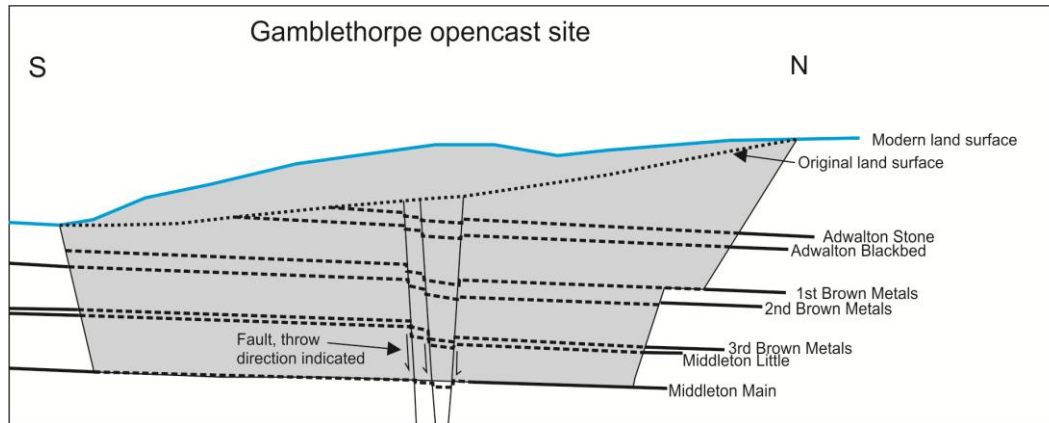 Gamblethorpe opencast site
S
N
Modern land surface
Original land surface
Adwalton Stone
Adwalton Blackbed
1st Brown Metals
2nd Brown Metals
Fault, throw
direction indicated
3rd Brown Metals
Middleton Little
Middleton Main